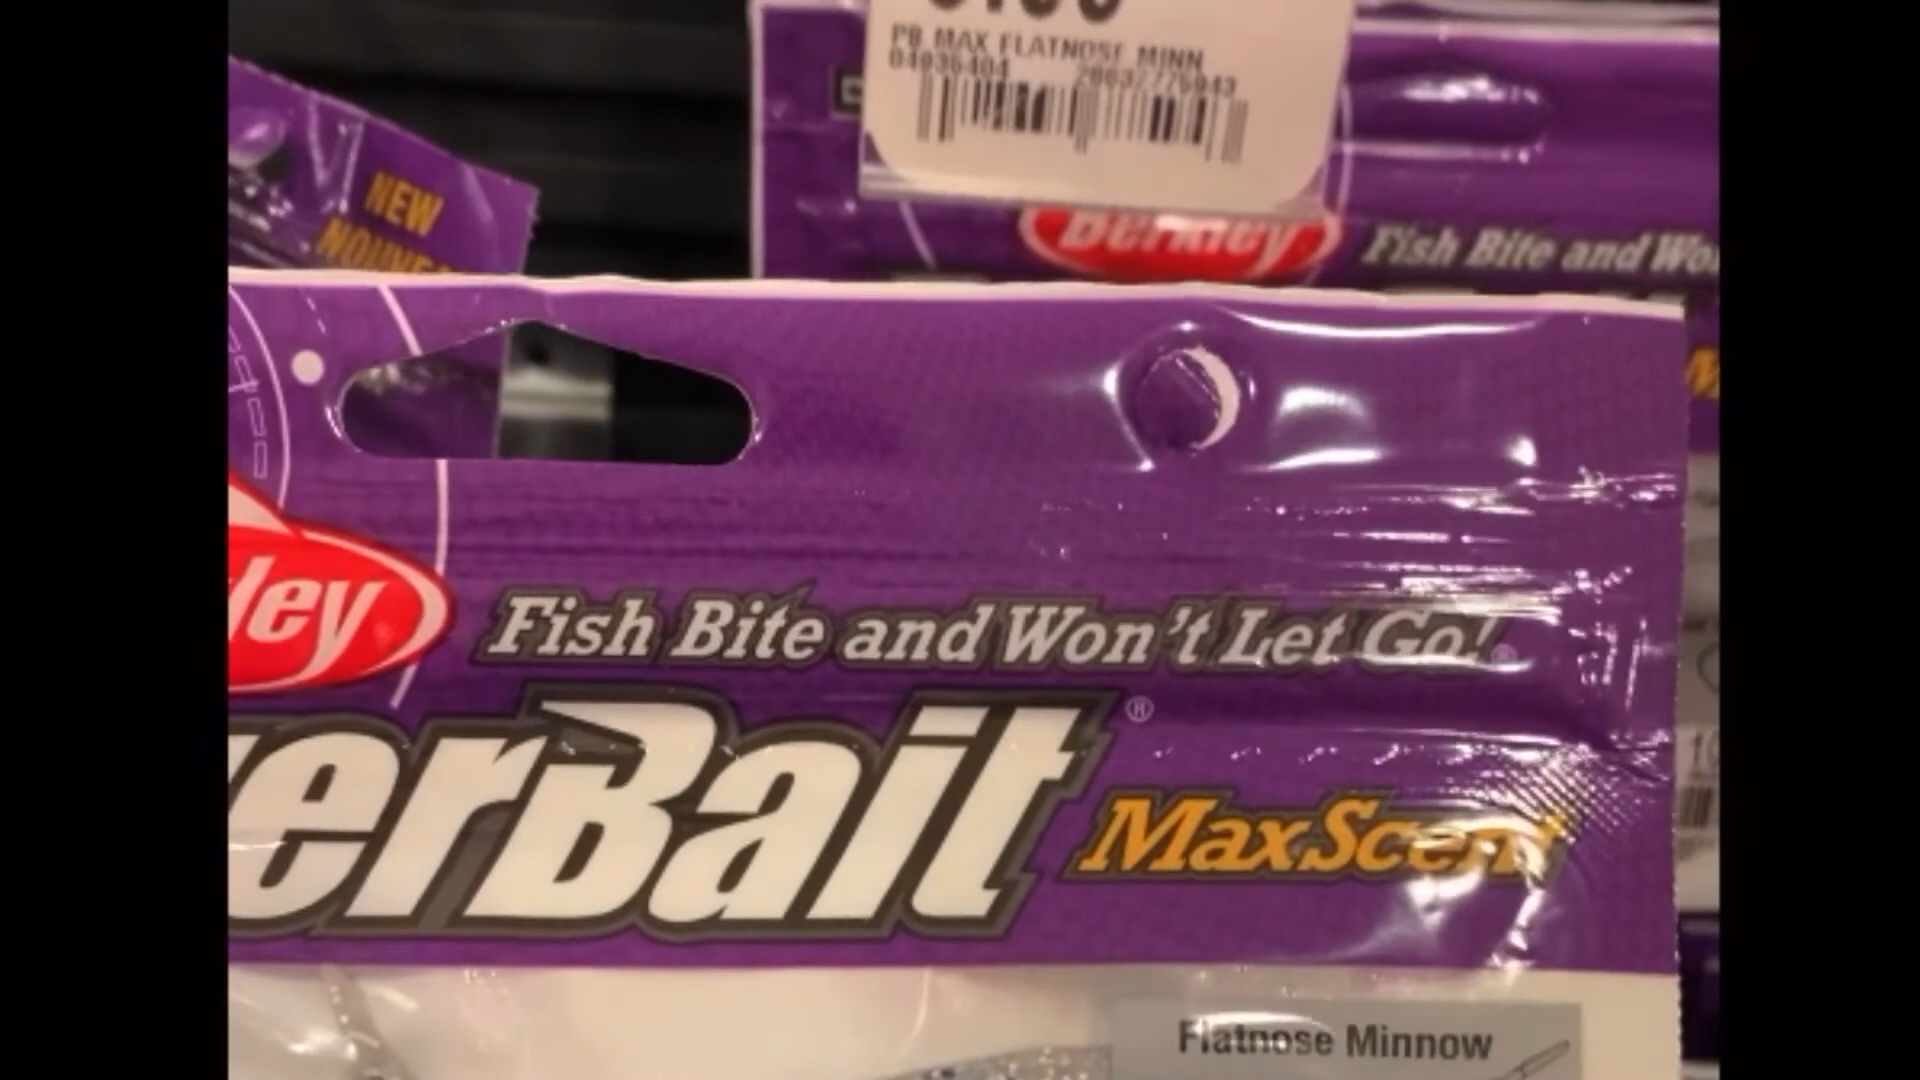 PB MAX FLATNOSE MINN
NEW
Berkley
Fish Bite and
ley
Fish Bite and Won't Let Go!
erBait®
MaxScent
Flatnose Minnow